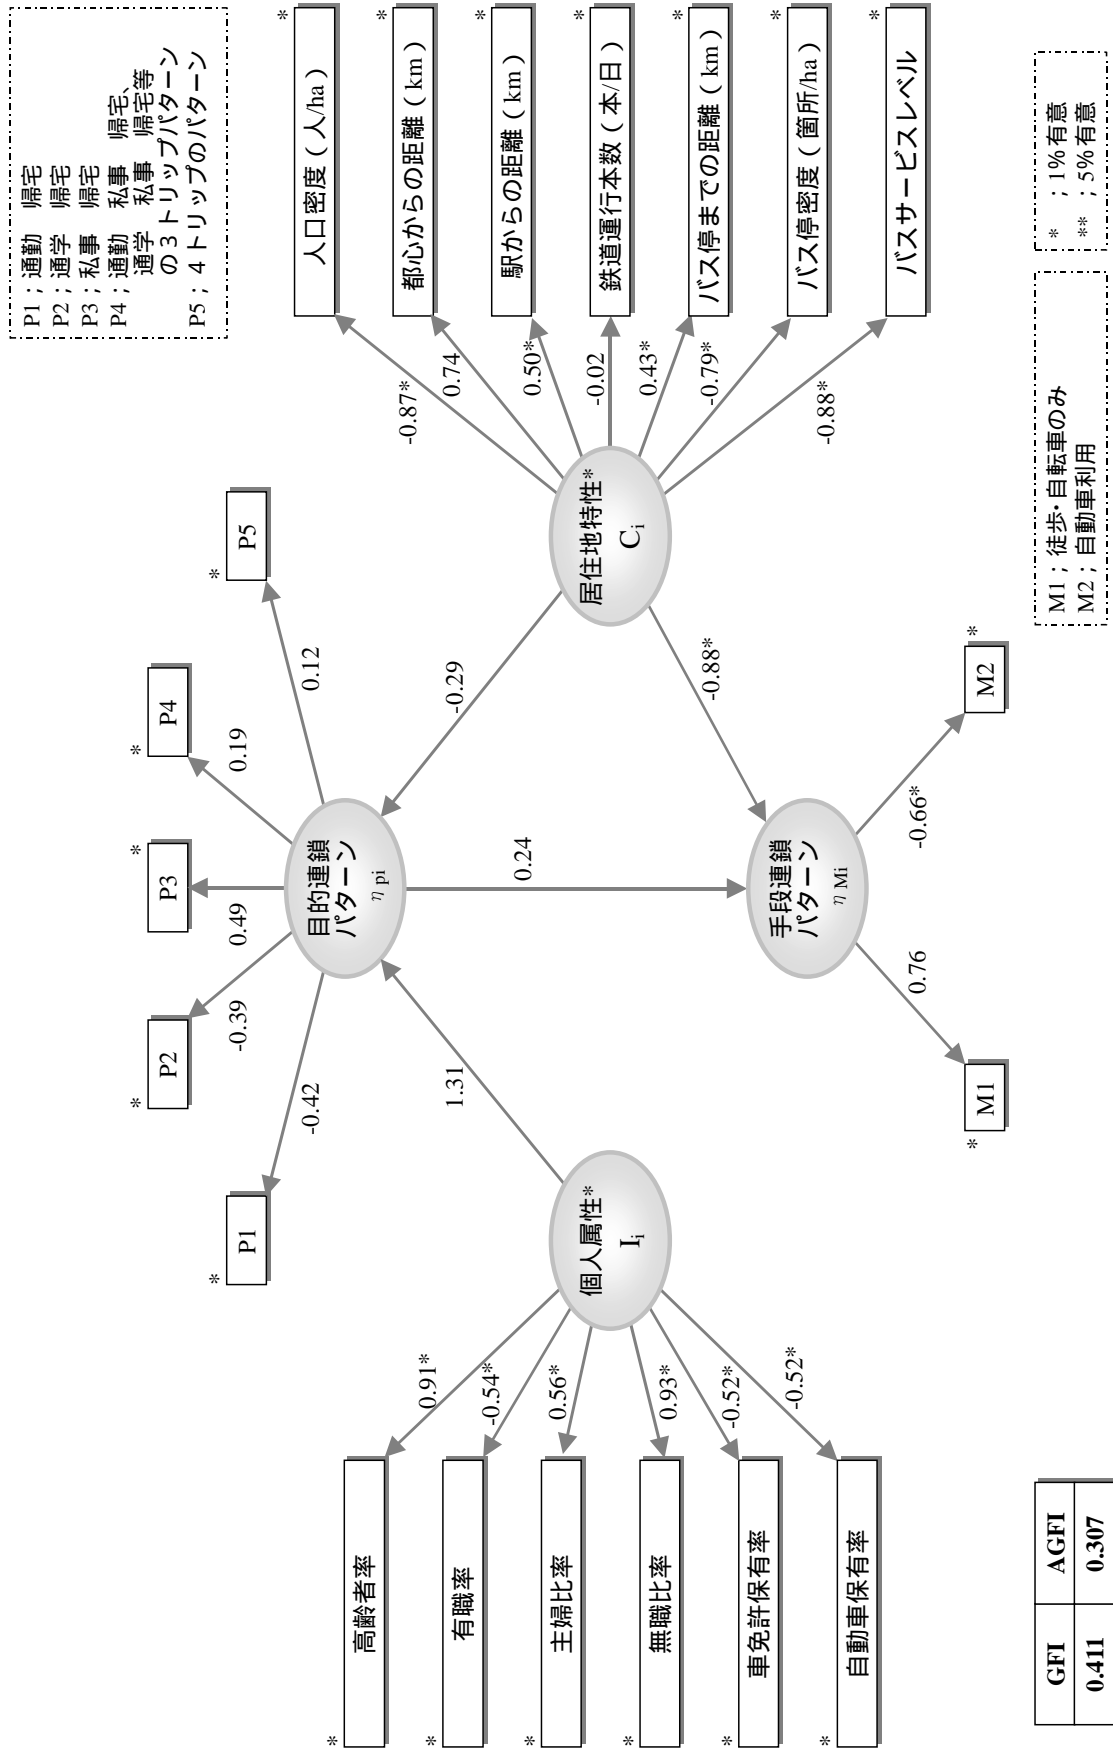 P1；通勤　帰宅
P2；通学　帰宅
P3；私事　帰宅
P4；通勤　私事　帰宅、
通学　私事　帰宅等
の３トリップパターン
P5；４トリップのパターン
*
人口密度（人/ha）
*
都心からの距離（km）
*
駅からの距離（km）
*
鉄道運行本数（本/日）
*
バス停までの距離（km）
*
バス停密度（箇所/ha）
*
バスサービスレベル
-0.87*
0.74
0.50*
-0.02
0.43*
-0.79*
-0.88*
*
P1
*
P2
*
P3
*
P4
*
P5
-0.42
-0.39
0.49
0.19
0.12
目的連鎖
パターン
η pi
居住地特性*
Ci
-0.29
-0.88*
0.24
1.31
個人属性*
Ii
手段連鎖
パターン
η Mi
0.76
-0.66*
*
M1
*
M2
0.91*
-0.54*
0.56*
0.93*
-0.52*
-0.52*
*
高齢者率
*
有職率
*
主婦比率
*
無職比率
*
車免許保有率
*
自動車保有率
GFI AGFI
0.411 0.307
M1；徒歩・自転車のみ
M2；自動車利用
*　；1%有意
**　；5%有意